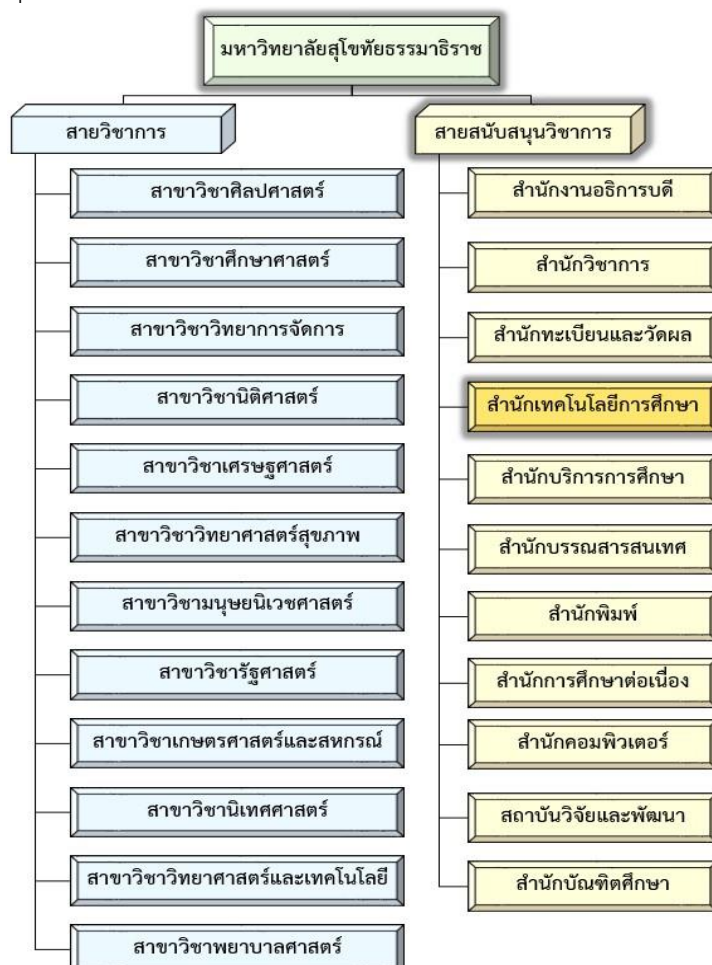 มหาวิทยาลัยสุโขทัยธรรมาธิราช
สายวิชาการ
สาขาวิชาศิลปศาสตร์
สาขาวิชาศึกษาศาสตร์
สาขาวิชาวิทยาการจัดการ
สาขาวิชานิติศาสตร์
สาขาวิชาเศรษฐศาสตร์
สาขาวิชาวิทยาศาสตร์สุขภาพ
สาขาวิชามนุษยนิเวศศาสตร์
สาขาวิชารัฐศาสตร์
สาขาวิชาเกษตรศาสตร์และสหกรณ์
สาขาวิชานิเทศศาสตร์
สาขาวิชาวิทยาศาสตร์และเทคโนโลยี
สาขาวิชาพยาบาลศาสตร์
สายสนับสนุนวิชาการ
สำนักงานอธิการบดี
สำนักวิชาการ
สำนักทะเบียนและวัดผล
สำนักเทคโนโลยีการศึกษา
สำนักบริการการศึกษา
สำนักบรรณสารสนเทศ
สำนักพิมพ์
สำนักการศึกษาต่อเนื่อง
สำนักคอมพิวเตอร์
สถาบันวิจัยและพัฒนา
สำนักบัณฑิตศึกษา